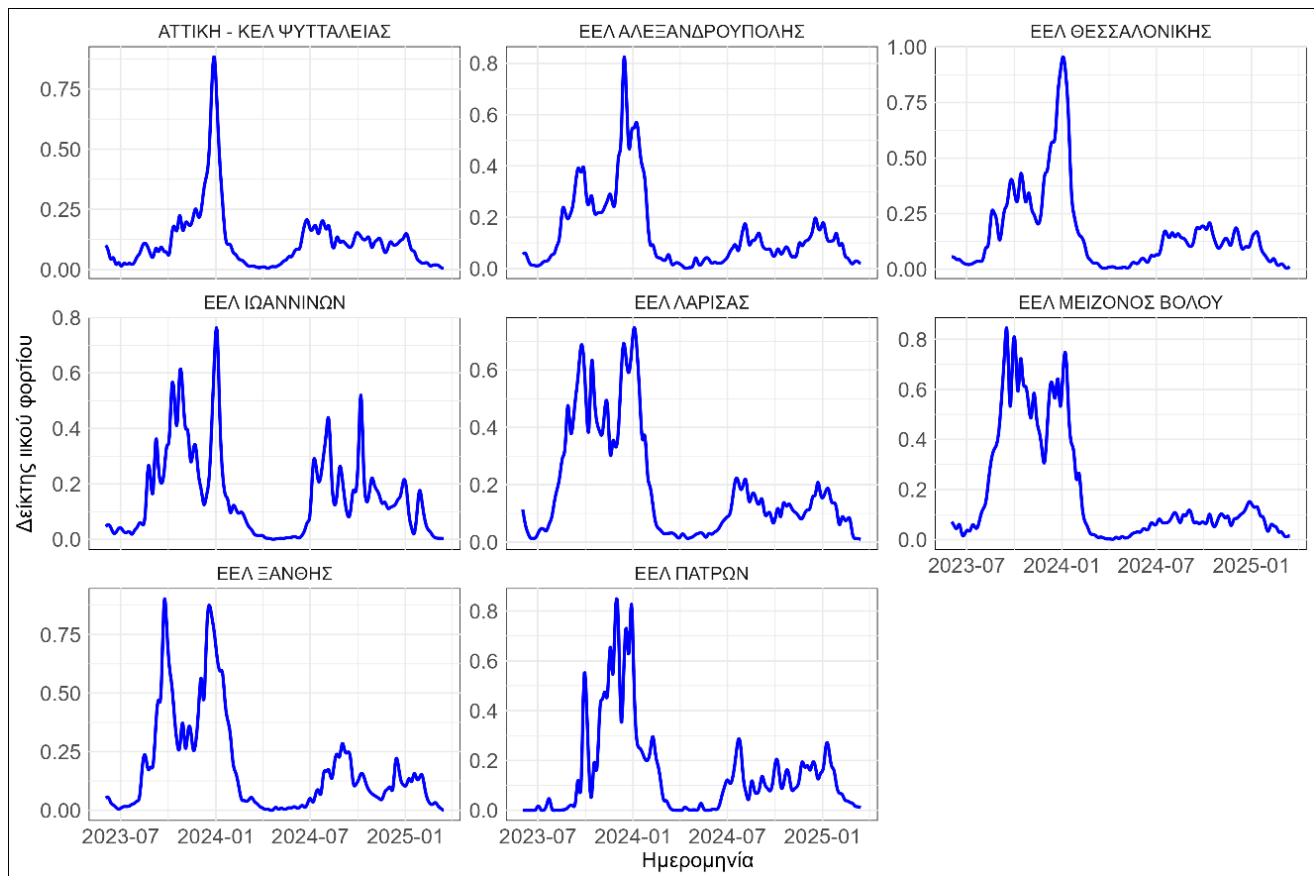 ΑΤΤΙΚΗ - ΚΕΛ ΨΥΤΤΑΛΕΙΑΣ
ΕΕΛ ΑΛΕΞΑΝΔΡΟΥΠΟΛΗΣ
ΕΕΛ ΘΕΣΣΑΛΟΝΙΚΗΣ
0.75
0.50
0.25
0.00
0.8
0.6
0.4
0.2
0.0
1.00
0.75
0.50
0.25
0.00
ΕΕΛ ΙΩΑΝΝΙΝΩΝ
ΕΕΛ ΛΑΡΙΣΑΣ
ΕΕΛ ΜΕΙΖΟΝΟΣ ΒΟΛΟΥ
Δείκτης ιικού φορτίου
0.8
0.6
0.4
0.2
0.0
0.6
0.4
0.2
0.0
0.8
0.6
0.4
0.2
0.0
2023-07 2024-01 2024-07 2025-01
ΕΕΛ ΞΑΝΘΗΣ
ΕΕΛ ΠΑΤΡΩΝ
0.75
0.50
0.25
0.00
0.8
0.6
0.4
0.2
0.0
2023-07 2024-01 2024-07 2025-01
2023-07 2024-01 2024-07 2025-01
Ημερομηνία